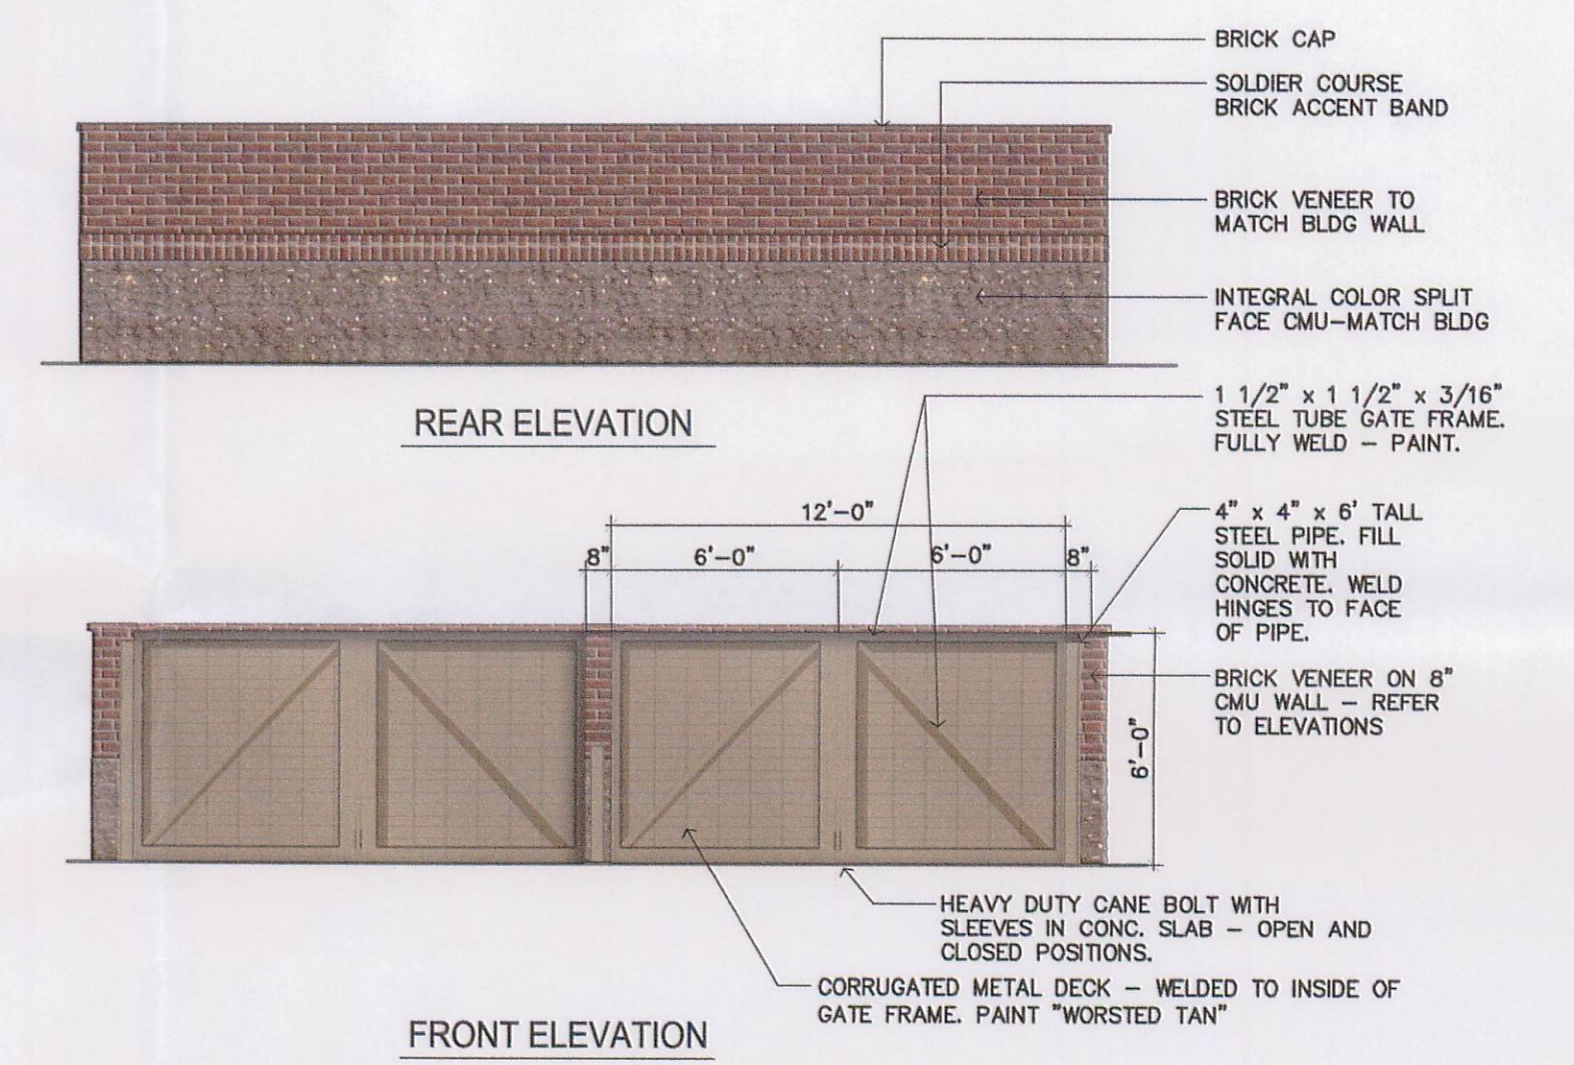 BRICK CAP
SOLDIER COURSE
BRICK ACCENT BAND
BRICK VENEER TO
MATCH BLDG WALL
INTEGRAL COLOR SPLIT
FACE CMU-MATCH BLDG
REAR ELEVATION
1 1/2" x 1 1/2" x 3/16"
STEEL TUBE GATE FRAME.
FULLY WELD - PAINT.
12'-0"
8"
6'-0"
6'-0"
8"
4" x 4" x 6' TALL
STEEL PIPE. FILL
SOLID WITH
CONCRETE. WELD
HINGES TO FACE
OF PIPE.
BRICK VENEER ON 8"
CMU WALL - REFER
TO ELEVATIONS
6'-0"
HEAVY DUTY CANE BOLT WITH
SLEEVES IN CONC. SLAB - OPEN AND
CLOSED POSITIONS.
CORRUGATED METAL DECK - WELDED TO INSIDE OF
GATE FRAME. PAINT "WORSTED TAN"
FRONT ELEVATION